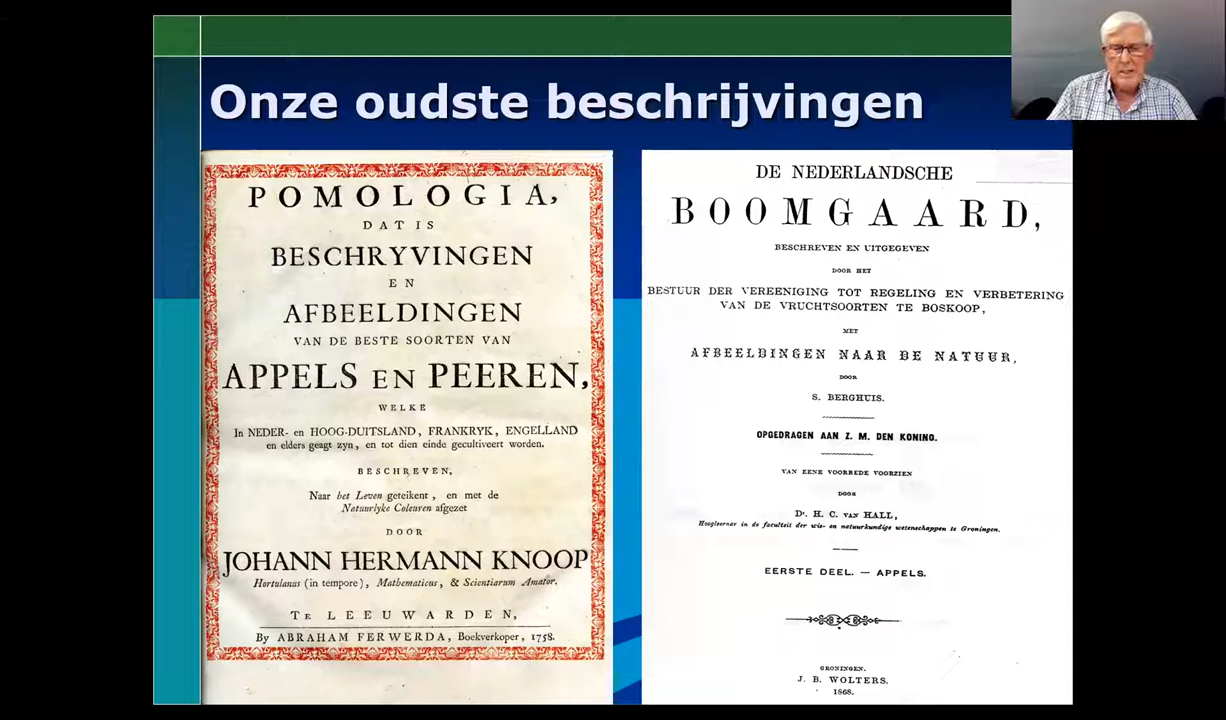 Onze oudste beschrijvingen
POMOLOGIA,
DAT IS
BESCHRYVINGEN
EN
AFBEELDINGEN
VAN DE BESTE SOORTEN VAN
APPELS EN PEEREN,
WELKE
In NEDER- en HOOG-DUITSLAND, FRANKRYK, ENGELLAND
en elders geagt zyn, en tot dien einde gecultiveert worden.
BESCHREVEN,
Naar het Leven geteikent, en met de
Natuurlyke Coleuren afgezet
DOOR
JOHANN HERMANN KNOOP
Hortulanus (in tempore), Mathematicus, & Scientiarum Amator.
TE LEEUWARDEN,
By ABRAHAM FERWERDA, Boekverkoper, 1758.
DE NEDERLANDSCHE
BOOMGAARD,
BESCHREVEN EN UITGEGEVEN
DOOR HET
BESTUUR DER VEREENIGING TOT REGELING EN VERBETERING
VAN DE VRUCHTSOORTEN TE BOSKOOP,
MET
AFBEELDINGEN NAAR DE NATUUR,
DOOR
S. BERGHUIS.
OPGEDRAGEN AAN Z. M. DEN KONING.
VAN EENE VOORREDE VOORZIEN
DOOR
Dr. H. C. VAN HALL,
Hoogleeraar in de faculteit der wis- en natuurkundige wetenschappen te Groningen.
EERSTE DEEL. — APPELS.
GRONINGEN.
J. B. WOLTERS.
1868.